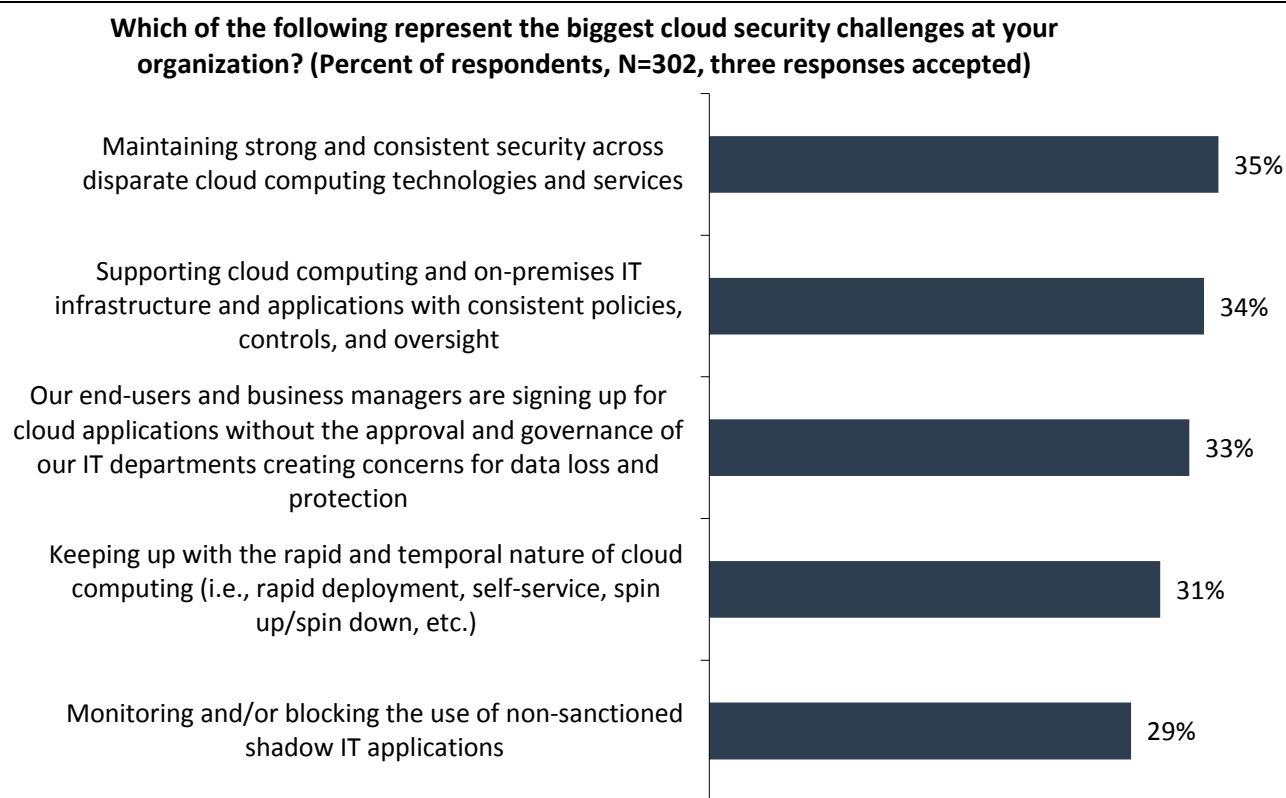 Which of the following represent the biggest cloud security challenges at your
organization? (Percent of respondents, N=302, three responses accepted)
Maintaining strong and consistent security across
disparate cloud computing technologies and services
35%
Supporting cloud computing and on-premises IT
infrastructure and applications with consistent policies,
controls, and oversight
34%
Our end-users and business managers are signing up for
cloud applications without the approval and governance of
our IT departments creating concerns for data loss and
protection
33%
Keeping up with the rapid and temporal nature of cloud
computing (i.e., rapid deployment, self-service, spin
up/spin down, etc.)
31%
Monitoring and/or blocking the use of non-sanctioned
shadow IT applications
29%